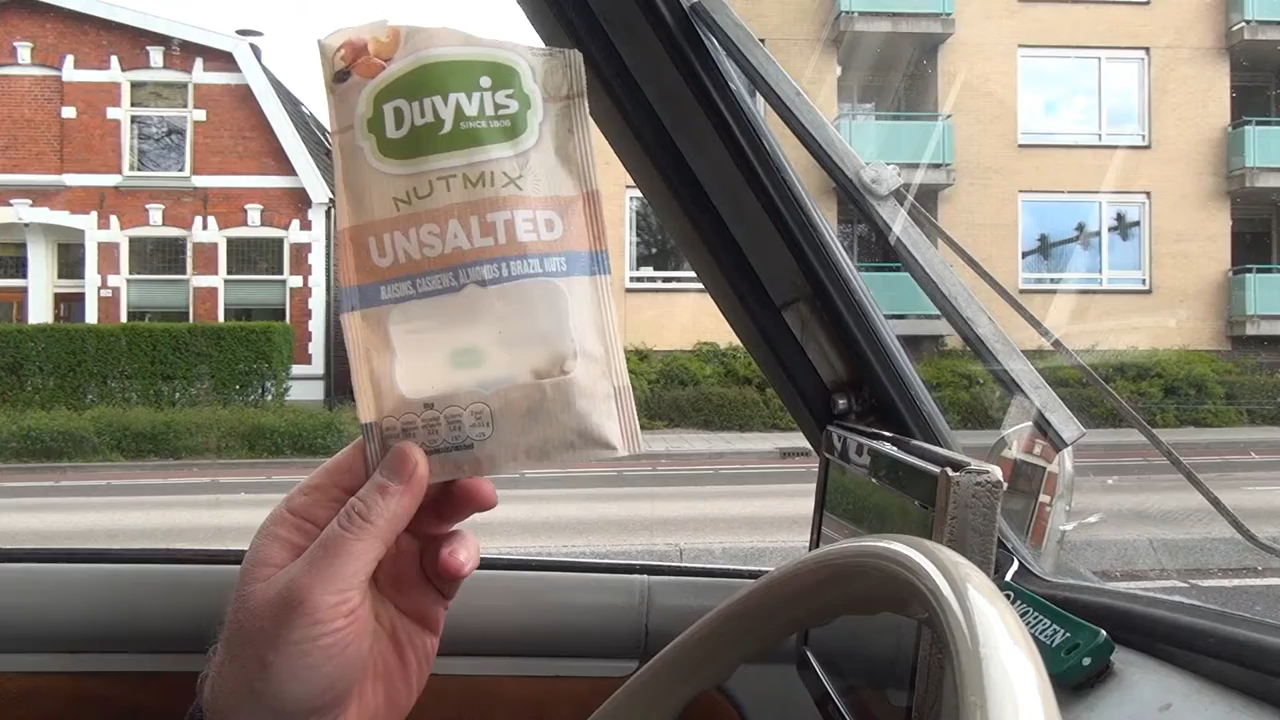 Duyvis
SINCE 1806
NUTMIX
UNSALTED
RAISINS, CASHEWS, ALMONDS & BRAZIL NUTS
MOHREN